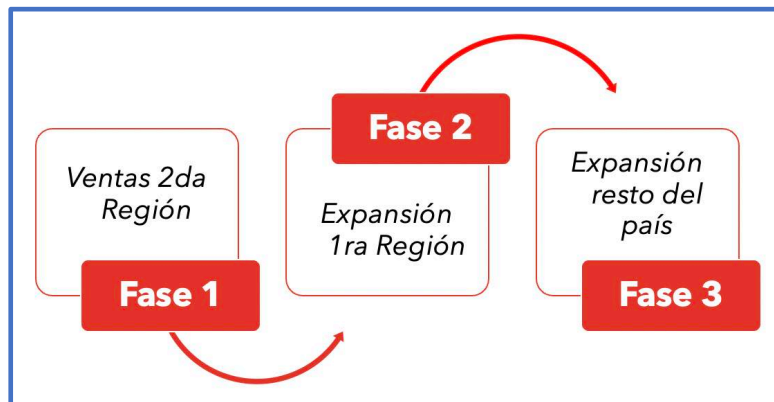 Ventas 2da
Región
Fase 1
Fase 2
Expansión
1ra Región
Expansión
resto del
país
Fase 3